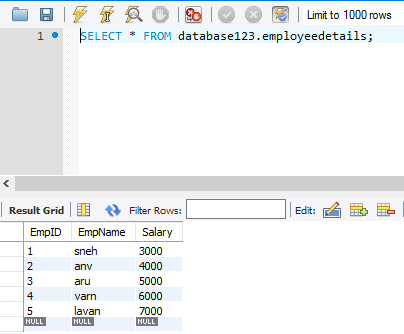 Limit to 1000 rows
1 SELECT * FROM database123.employeedetails;
Result Grid Filter Rows: Edit:
EmpID EmpName Salary
1 sneh 3000
2 anv 4000
3 aru 5000
4 varn 6000
5 lavan 7000
NULL NULL NULL